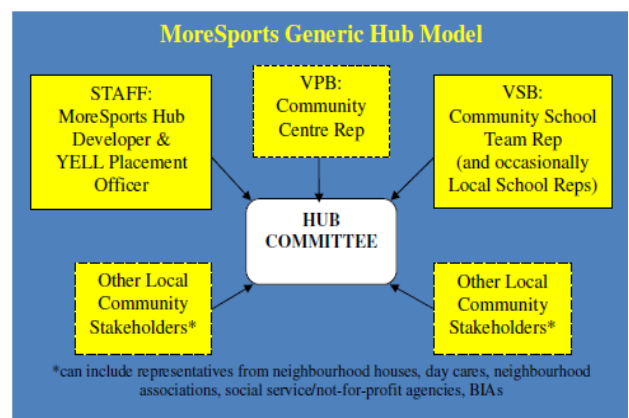 MoreSports Generic Hub Model
STAFF:
MoreSports Hub
Developer &
YELL Placement
Officer
VPB:
Community
Centre Rep
VSB:
Community School
Team Rep
(and occasionally
Local School Reps)
HUB
COMMITTEE
Other Local
Community
Stakeholders*
Other Local
Community
Stakeholders*
*can include representatives from neighbourhood houses, day cares, neighbourhood
associations, social service/not-for-profit agencies, BIAs